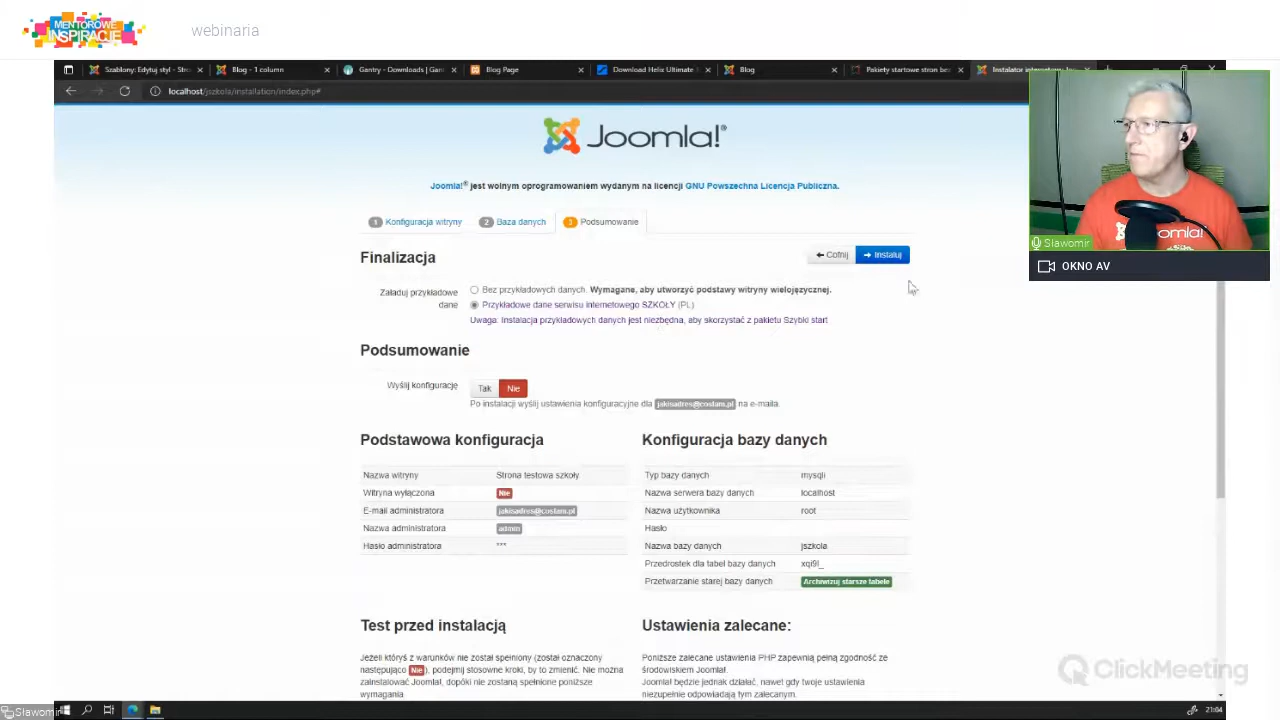 MENTOROWE
INSPIRACJE
webinaria
Szablony: Edytuj styl - Stro
Blog - 1 column
Gantry - Downloads | Gan
Blog Page
Download Helix Ultimate
Blog
Pakiety startowe stron be
localhost/jszkola/installation/index.php#
Joomla!®
Joomla!® jest wolnym oprogramowaniem wydanym na licencji GNU Powszechna Licencja Publiczna.
1 Konfiguracja witryny
2 Baza danych
3 Podsumowanie
Finalizacja
Cofnij
Instaluj
Załaduj przykładowe dane
Bez przykładowych danych. Wymagane, aby utworzyć podstawy witryny wielojęzycznej.
Przykładowe dane serwisu internetowego SZKOŁY (PL)
Uwaga: Instalacja przykładowych danych jest niezbędna, aby skorzystać z pakietu Szybki start
Podsumowanie
Wyślij konfigurację
Tak
Nie
Po instalacji wyślij ustawienia konfiguracyjne dla jakisadres@costam.pl na e-maila.
Podstawowa konfiguracja
Nazwa witryny Strona testowa szkoły
Witryna wyłączona Nie
E-mail administratora jakisadres@costam.pl
Nazwa administratora admin
Hasło administratora ***
Konfiguracja bazy danych
Typ bazy danych mysqli
Nazwa serwera bazy danych localhost
Nazwa użytkownika root
Hasło
Nazwa bazy danych jszkola
Przedrostek dla tabel bazy danych xqi9l_
Przetwarzanie starej bazy danych Archiwizuj starsze tabele
Test przed instalacją
Jeżeli któryś z warunków nie został spełniony (został oznaczony
następująco Nie), podejmij stosowne kroki, by to zmienić. Nie można
zainstalować Joomla!, dopóki nie zostaną spełnione poniższe
wymagania
Ustawienia zalecane:
Poniższe zalecane ustawienia PHP zapewnią pełną zgodność ze
środowiskiem Joomla!.
Joomla! będzie jednak działać, nawet gdy twoje ustawienia
niezupełnie odpowiadają tym zalecanym.
Sławomir
OKNO AV
ClickMeeting
21:04